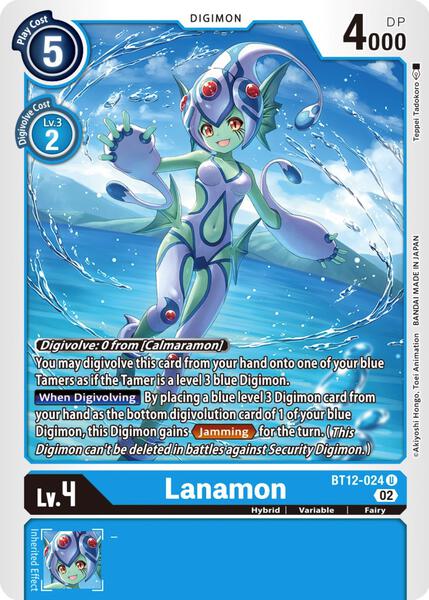 DIGIMON
Play Cost
5
Digivolve Cost
Lv.3
2
DP
4000
Teppei Tadokoro
©Akiyoshi Hongo, Toei Animation BANDAI MADE IN JAPAN
Digivolve: 0 from [Calmaramon]
You may digivolve this card from your hand onto one of your blue
Tamers as if the Tamer is a level 3 blue Digimon.
When Digivolving By placing a blue level 3 Digimon card from
your hand as the bottom digivolution card of 1 of your blue
Digimon, this Digimon gains Jamming for the turn. (This
Digimon can't be deleted in battles against Security Digimon.)
Lv.4
Lanamon
BT12-024 U
02
Hybrid | Variable | Fairy
Inherited Effect
-